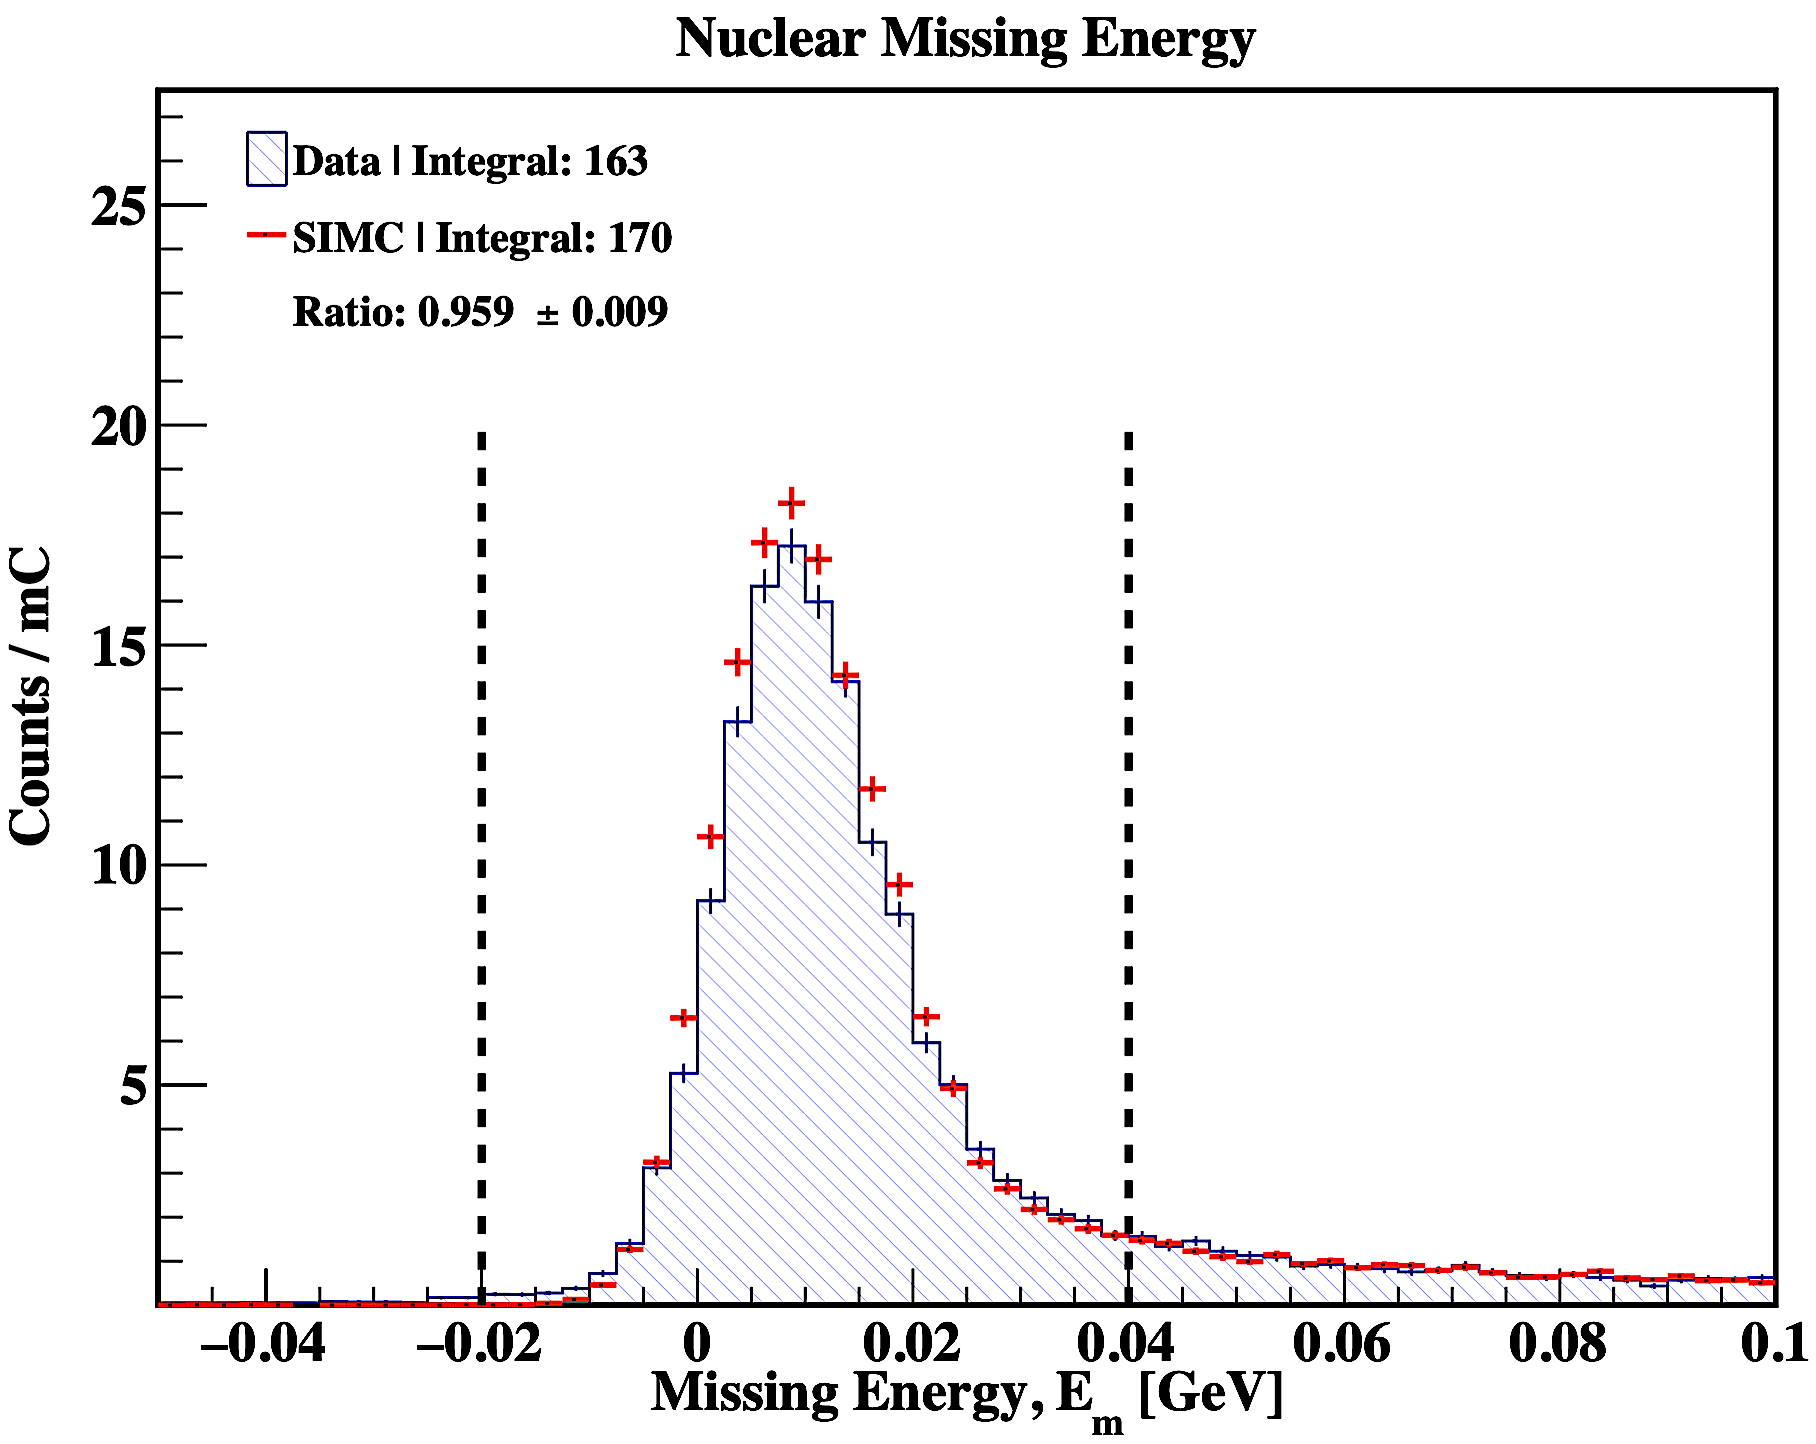 Nuclear Missing Energy
Data | Integral: 163
SIMC | Integral: 170
Ratio: 0.959 ± 0.009
Counts / mC
25
20
15
10
5
−0.04 −0.02 0 0.02 0.04 0.06 0.08 0.1
Missing Energy, Em [GeV]